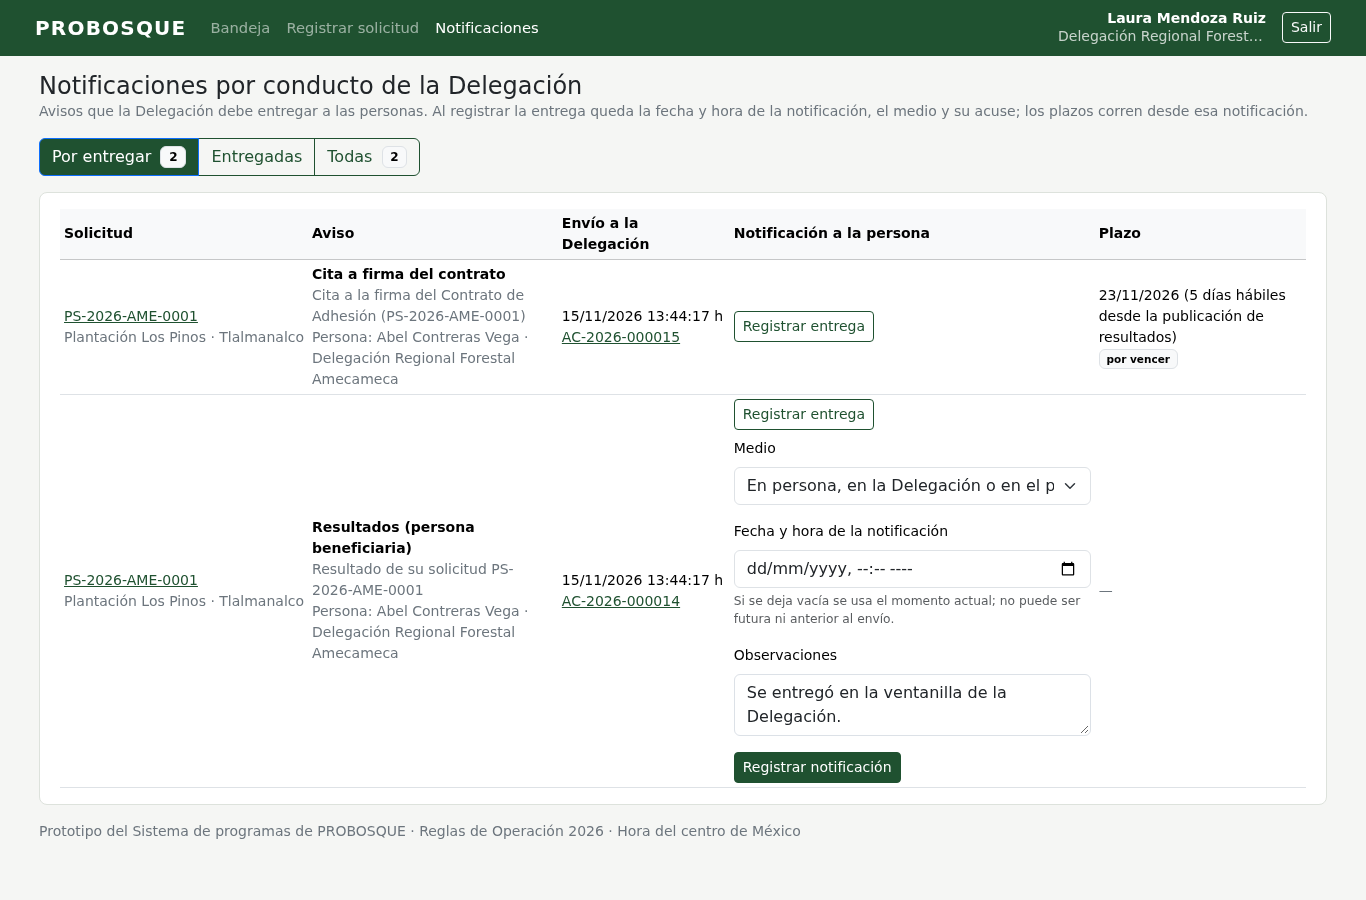 PROBOSQUE
Bandeja
Registrar solicitud
Notificaciones
Laura Mendoza Ruiz
Delegación Regional Forest...
Salir
Notificaciones por conducto de la Delegación
Avisos que la Delegación debe entregar a las personas. Al registrar la entrega queda la fecha y hora de la notificación, el medio y su acuse; los plazos corren desde esa notificación.
Por entregar 2
Entregadas
Todas 2
Solicitud
Aviso
Envío a la
Delegación
Notificación a la persona
Plazo
PS-2026-AME-0001
Plantación Los Pinos · Tlalmanalco
Cita a firma del contrato
Cita a la firma del Contrato de
Adhesión (PS-2026-AME-0001)
Persona: Abel Contreras Vega ·
Delegación Regional Forestal
Amecameca
15/11/2026 13:44:17 h
AC-2026-000015
Registrar entrega
23/11/2026 (5 días hábiles
desde la publicación de
resultados)
por vencer
PS-2026-AME-0001
Plantación Los Pinos · Tlalmanalco
Resultados (persona
beneficiaria)
Resultado de su solicitud PS-
2026-AME-0001
Persona: Abel Contreras Vega ·
Delegación Regional Forestal
Amecameca
15/11/2026 13:44:17 h
AC-2026-000014
Registrar entrega
Medio
En persona, en la Delegación o en el p
Fecha y hora de la notificación
dd/mm/yyyy, --:-- ----
Si se deja vacía se usa el momento actual; no puede ser
futura ni anterior al envío.
Observaciones
Se entregó en la ventanilla de la
Delegación.
Registrar notificación
—
Prototipo del Sistema de programas de PROBOSQUE · Reglas de Operación 2026 · Hora del centro de México